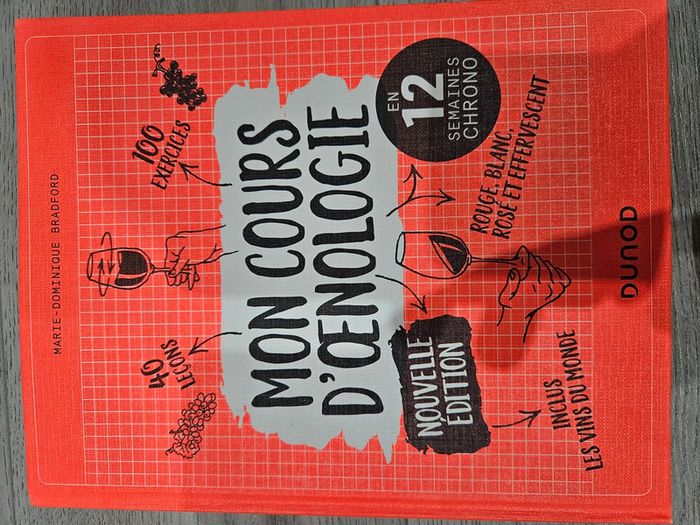 MARIE-DOMINIQUE BRADFORD
40
LEÇONS
100
EXERCICES
MON COURS
D'ŒNOLOGIE
EN
12
SEMAINES
CHRONO
NOUVELLE
EDITION
ROUGE, BLANC,
ROSÉ ET EFFERVESCENT
INCLUS
LES VINS DU MONDE
DUNOD